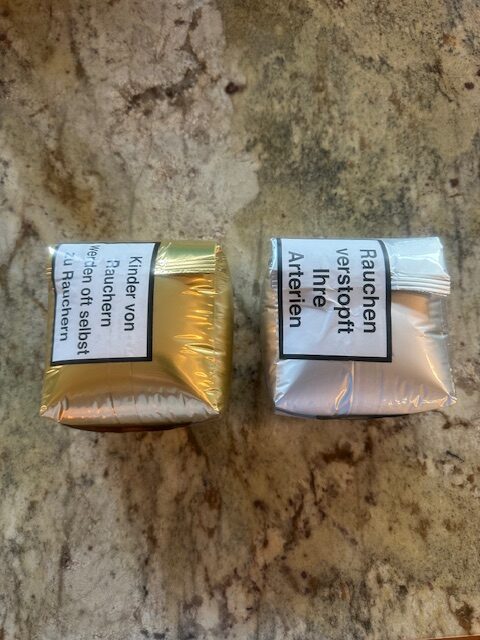 Kinder von
Rauchern
werden oft selbst
zu Rauchern
Rauchen
verstopft
Ihre
Arterien